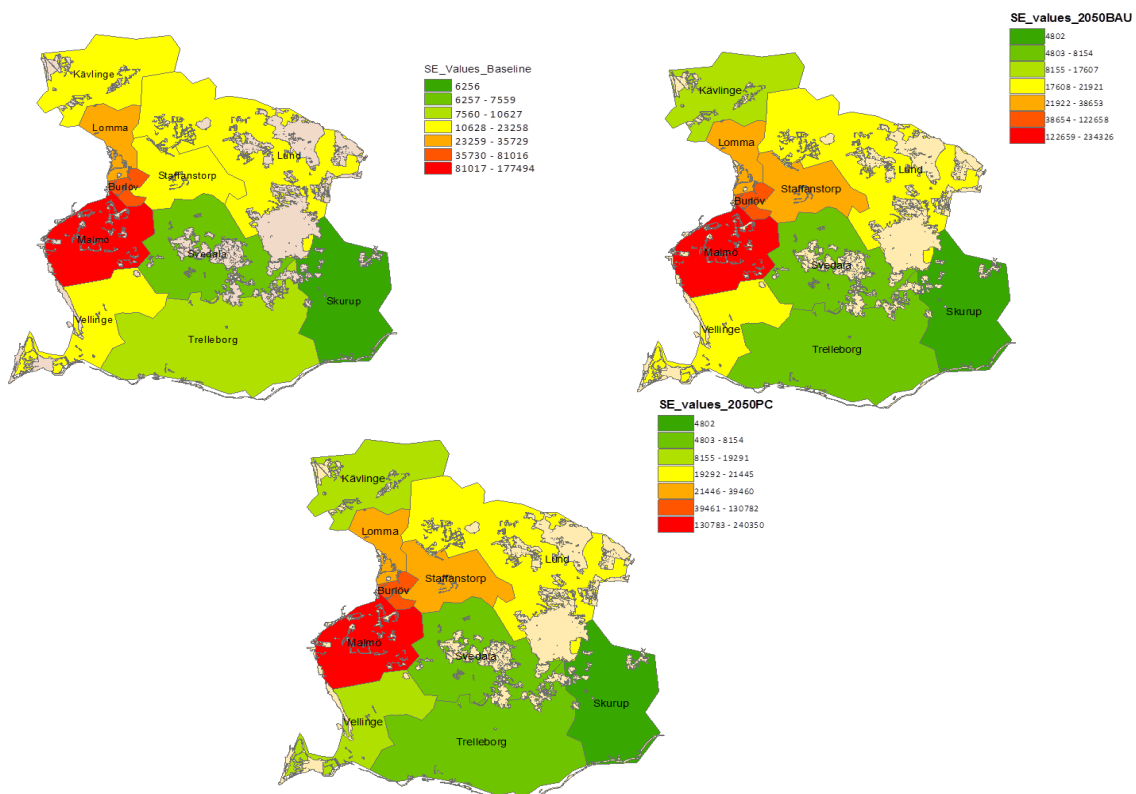 SE_Values_Baseline
6256
6257 - 7559
7560 - 10627
10628 - 23258
23259 - 35729
35730 - 81016
81017 - 177494
Kävlinge
Lomma
Lund
Staffanstorp
Burlöv
Malmö
Svedala
Skurup
Vellinge
Trelleborg
SE_values_2050BAU
4802
4803 - 8154
8155 - 17607
17608 - 21921
21922 - 38653
38654 - 122658
122659 - 234326
Kävlinge
Lomma
Lund
Staffanstorp
Burlöv
Malmö
Svedala
Skurup
Vellinge
Trelleborg
SE_values_2050PC
4802
4803 - 8154
8155 - 19291
19292 - 21445
21446 - 39460
39461 - 130782
130783 - 240350
Kävlinge
Lomma
Lund
Staffanstorp
Burlöv
Malmö
Svedala
Skurup
Vellinge
Trelleborg